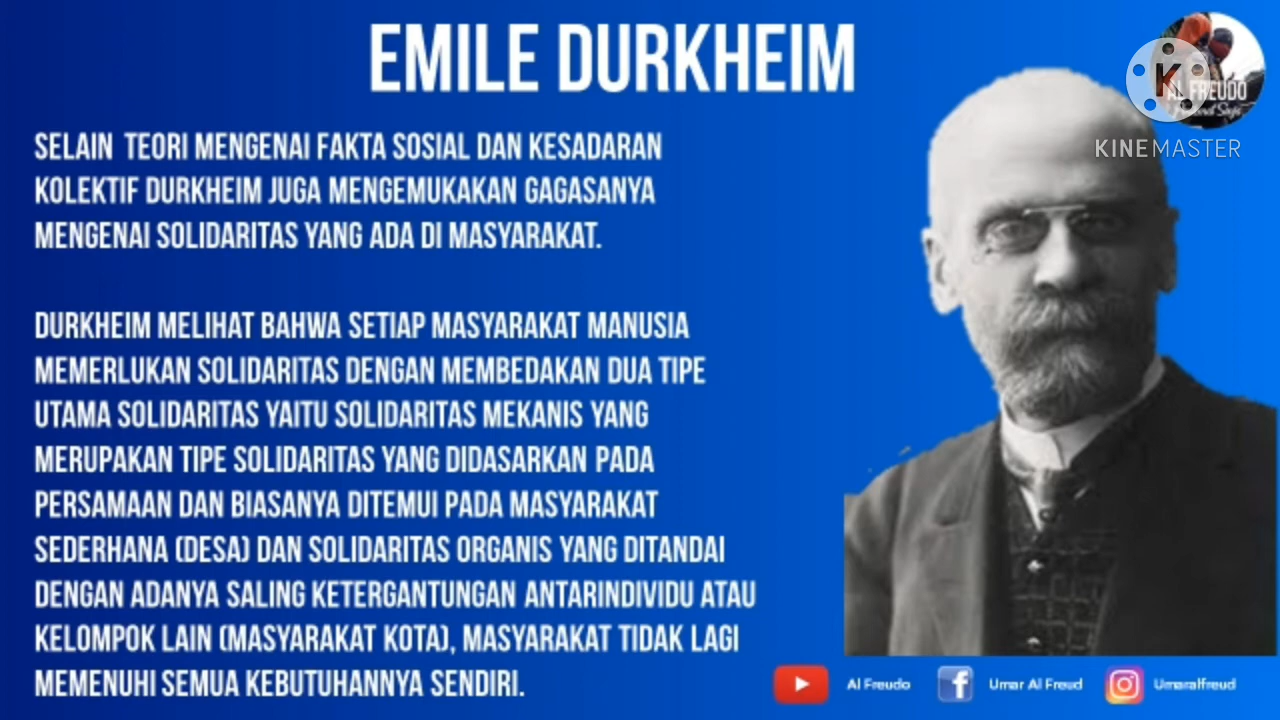 EMILE DURKHEIM
SELAIN TEORI MENGENAI FAKTA SOSIAL DAN KESADARAN
KOLEKTIF DURKHEIM JUGA MENGEMUKAKAN GAGASANYA
MENGENAI SOLIDARITAS YANG ADA DI MASYARAKAT.
DURKHEIM MELIHAT BAHWA SETIAP MASYARAKAT MANUSIA
MEMERLUKAN SOLIDARITAS DENGAN MEMBEDAKAN DUA TIPE
UTAMA SOLIDARITAS YAITU SOLIDARITAS MEKANIS YANG
MERUPAKAN TIPE SOLIDARITAS YANG DIDASARKAN PADA
PERSAMAAN DAN BIASANYA DITEMUI PADA MASYARAKAT
SEDERHANA (DESA) DAN SOLIDARITAS ORGANIS YANG DITANDAI
DENGAN ADANYA SALING KETERGANTUNGAN ANTARINDIVIDU ATAU
KELOMPOK LAIN (MASYARAKAT KOTA), MASYARAKAT TIDAK LAGI
MEMENUHI SEMUA KEBUTUHANNYA SENDIRI.
K
AL FREUDO
KINEMASTER
Al Freudo
Umar Al Freud
Umaralfreud